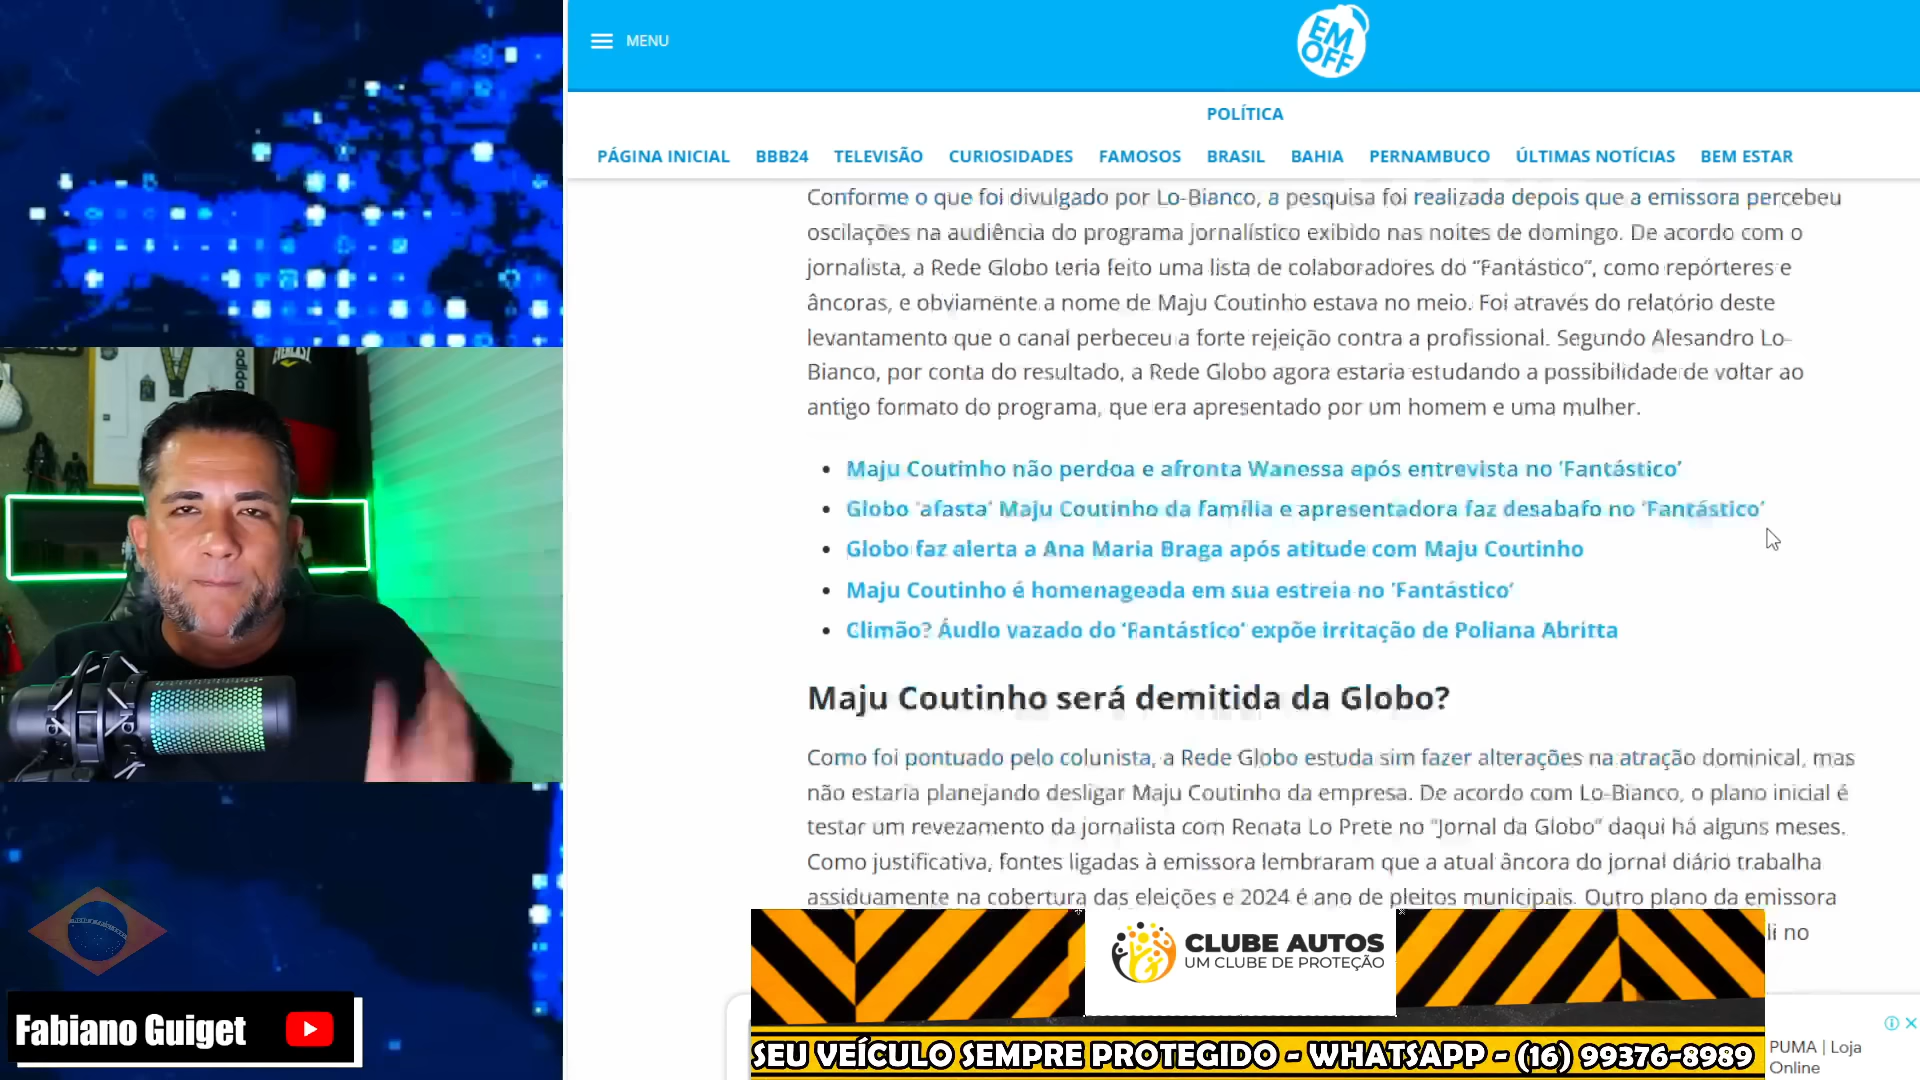 MENU
EM
OFF
POLÍTICA
PÁGINA INICIAL BBB24 TELEVISÃO CURIOSIDADES FAMOSOS BRASIL BAHIA PERNAMBUCO ÚLTIMAS NOTÍCIAS BEM ESTAR
Conforme o que foi divulgado por Lo-Bianco, a pesquisa foi realizada depois que a emissora percebeu
oscilações na audiência do programa jornalístico exibido nas noites de domingo. De acordo com o
jornalista, a Rede Globo teria feito uma lista de colaboradores do “Fantástico”, como repórteres e
âncoras, e obviamente a nome de Maju Coutinho estava no meio. Foi através do relatório deste
levantamento que o canal perbeceu a forte rejeição contra a profissional. Segundo Alesandro Lo-
Bianco, por conta do resultado, a Rede Globo agora estaria estudando a possibilidade de voltar ao
antigo formato do programa, que era apresentado por um homem e uma mulher.
Maju Coutinho não perdoa e afronta Wanessa após entrevista no ‘Fantástico’
Globo ‘afasta’ Maju Coutinho da família e apresentadora faz desabafo no ‘Fantástico’
Globo faz alerta a Ana Maria Braga após atitude com Maju Coutinho
Maju Coutinho é homenageada em sua estreia no ‘Fantástico’
Climão? Áudio vazado do ‘Fantástico’ expõe irritação de Poliana Abritta
Maju Coutinho será demitida da Globo?
Como foi pontuado pelo colunista, a Rede Globo estuda sim fazer alterações na atração dominical, mas
não estaria planejando desligar Maju Coutinho da empresa. De acordo com Lo-Bianco, o plano inicial é
testar um revezamento da jornalista com Renata Lo Prete no “Jornal da Globo” daqui há alguns meses.
Como justificativa, fontes ligadas à emissora lembraram que a atual âncora do jornal diário trabalha
assiduamente na cobertura das eleições e 2024 é ano de pleitos municipais. Outro plano da emissora
li no
EVERLAST
adidas
Fabiano Guiget
CLUBE AUTOS
UM CLUBE DE PROTEÇÃO
SEU VEÍCULO SEMPRE PROTEGIDO - WHATSAPP - (16) 99376-8989
PUMA | Loja
Online